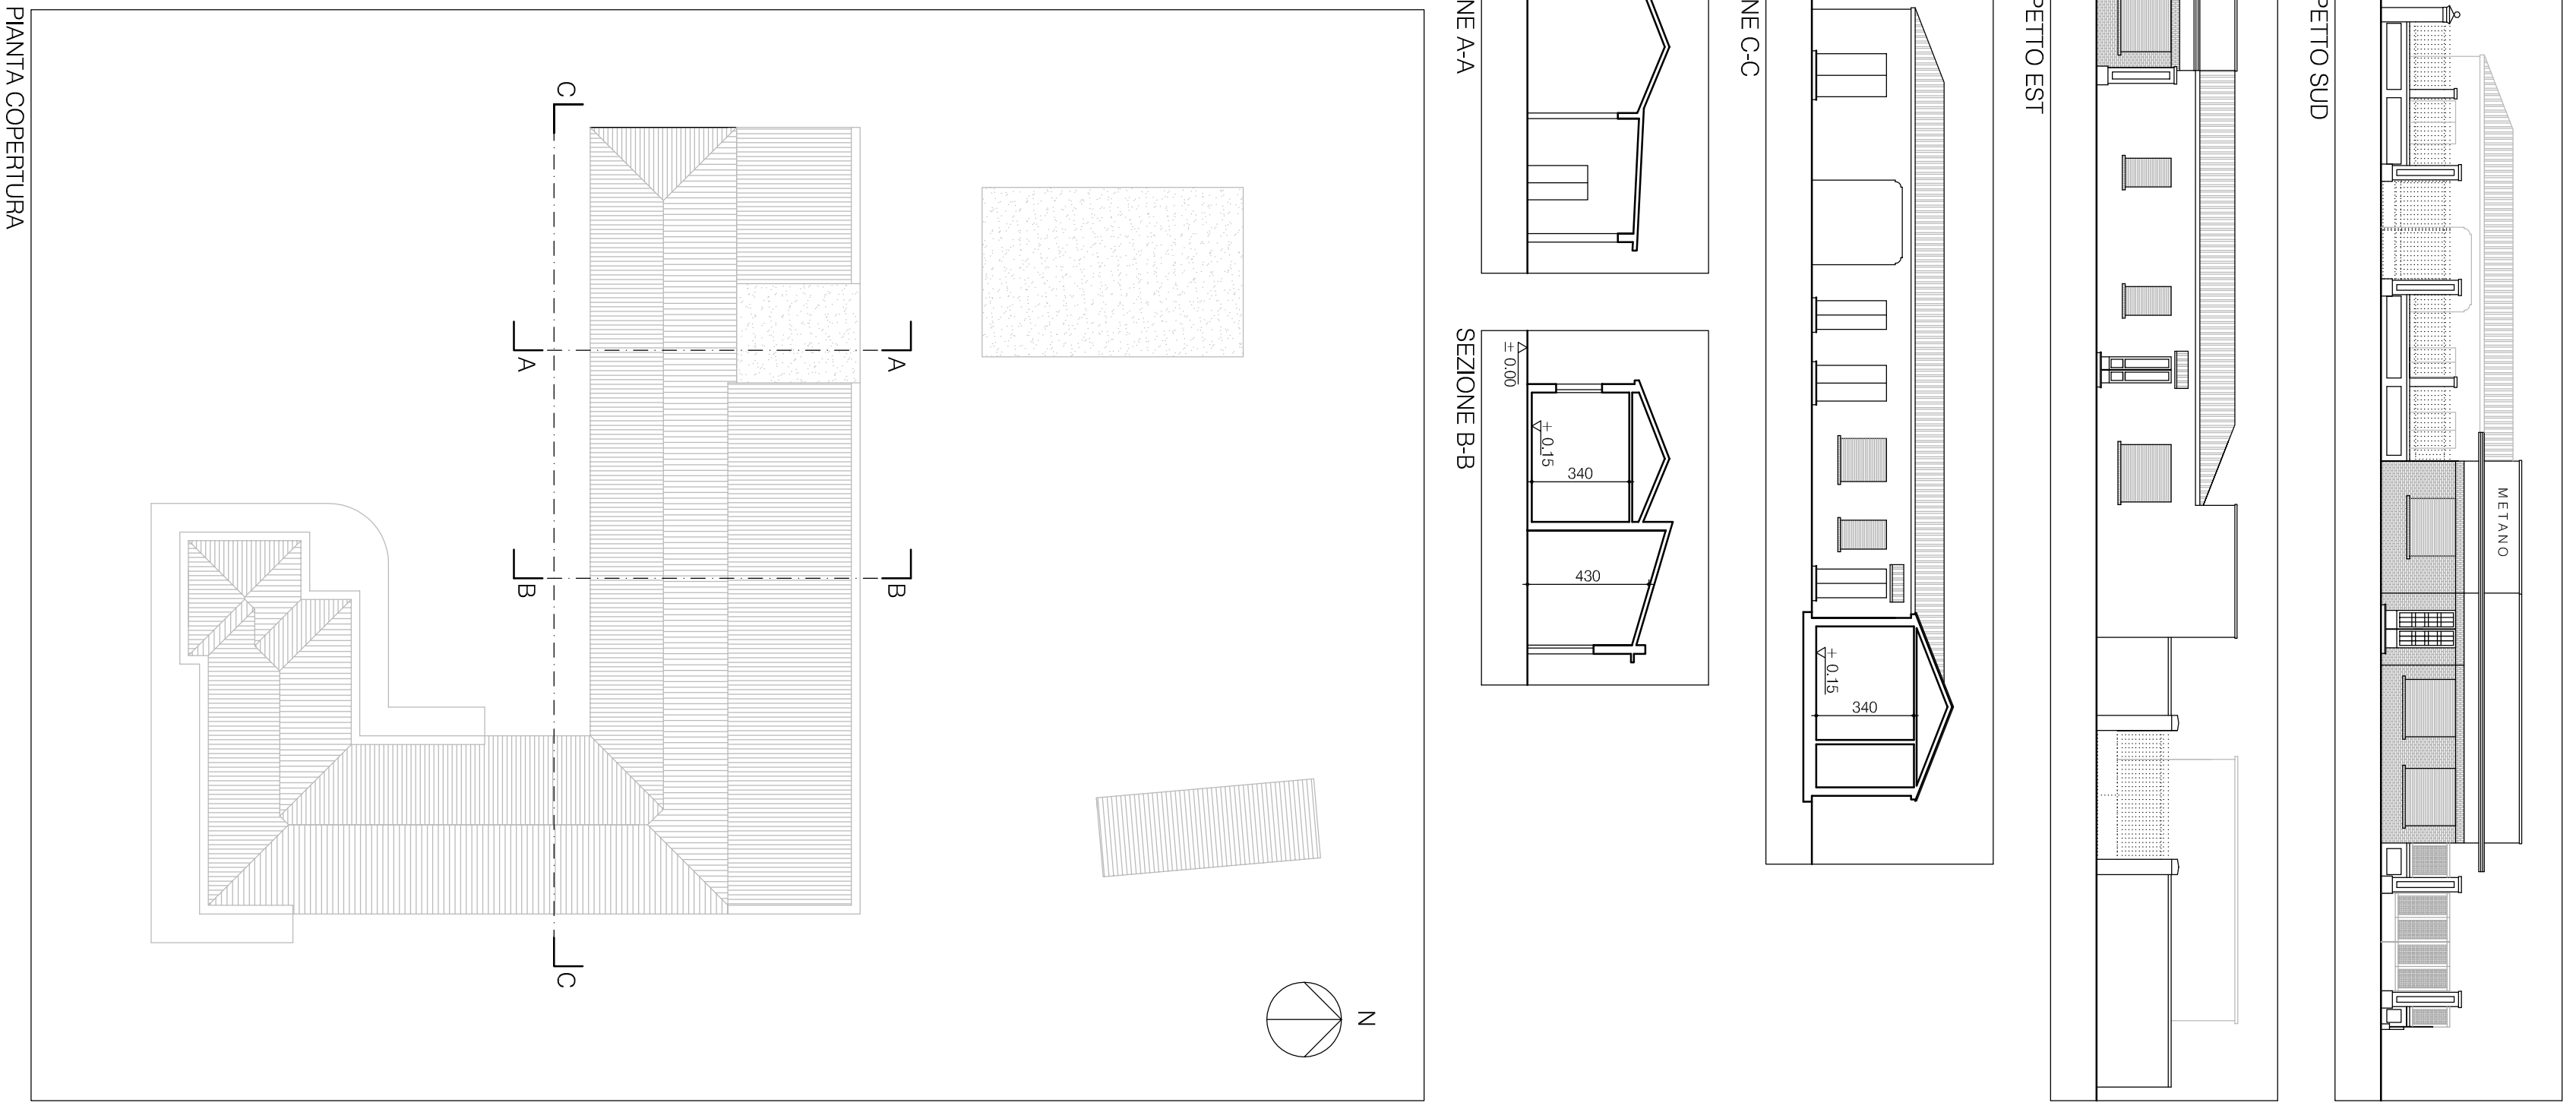 PETTO SUD
METANO
PETTO EST
NE C-C
+ 0.15
340
NE A-A
SEZIONE B-B
± 0.00
+ 0.15
340
430
PIANTA COPERTURA
C
C
A
A
B
B
N